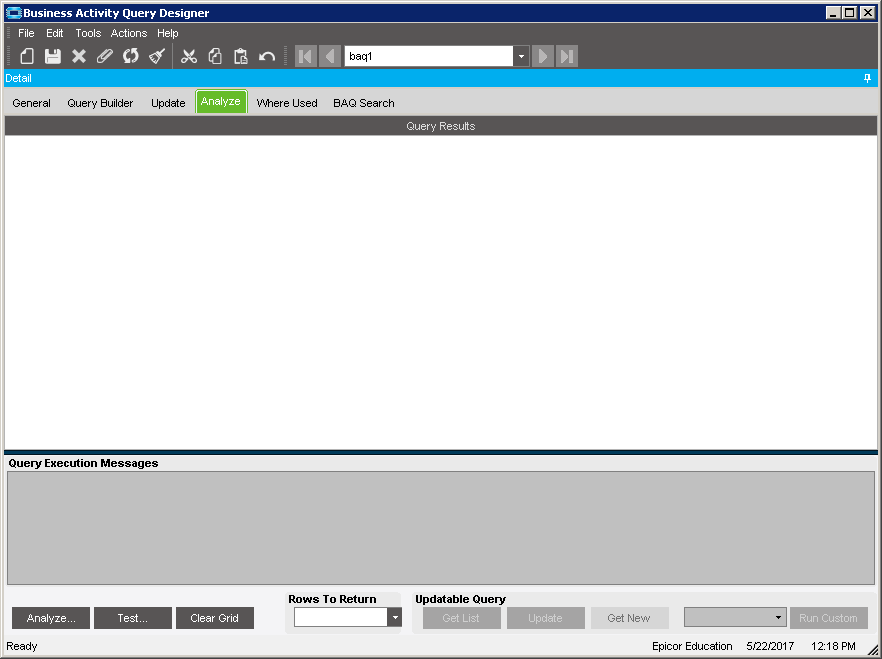 Business Activity Query Designer
File Edit Tools Actions Help
baq1
Detail
General Query Builder Update Analyze Where Used BAQ Search
Query Results
Query Execution Messages
Rows To Return Updatable Query
Analyze... Test... Clear Grid Get List Update Get New Run Custom
Ready Epicor Education 5/22/2017 12:18 PM